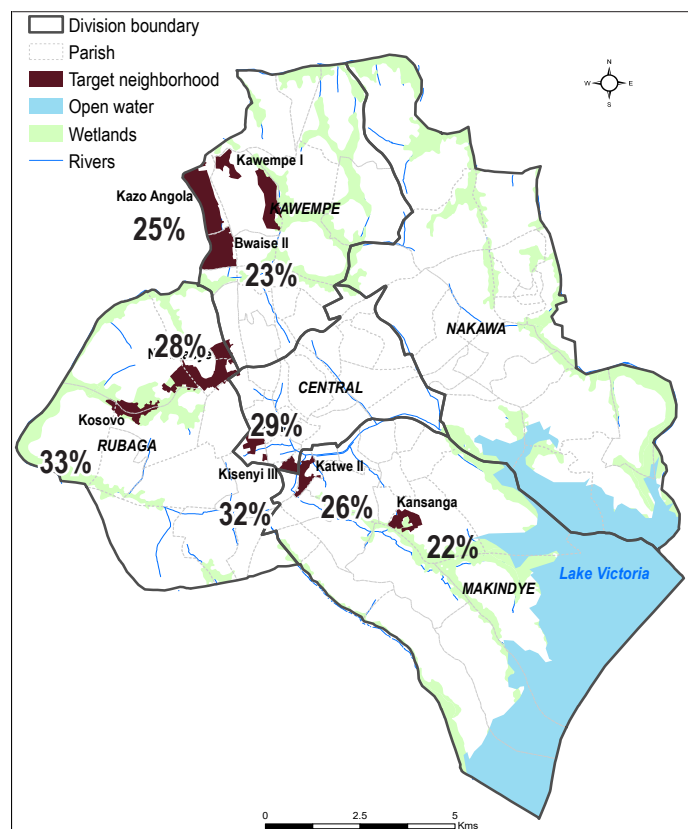 Division boundary
Parish
Target neighborhood
Open water
Wetlands
Rivers
N
W E
S
Kawempe I
Kazo Angola
KAWEMPE
25%
Bwaise II
23%
NAKAWA
28%
CENTRAL
Kosovo
29%
RUBAGA
33%
Kisenyi III
Katwe II
32%
26%
Kansanga
22%
Lake Victoria
MAKINDYE
0 2.5 5
Kms